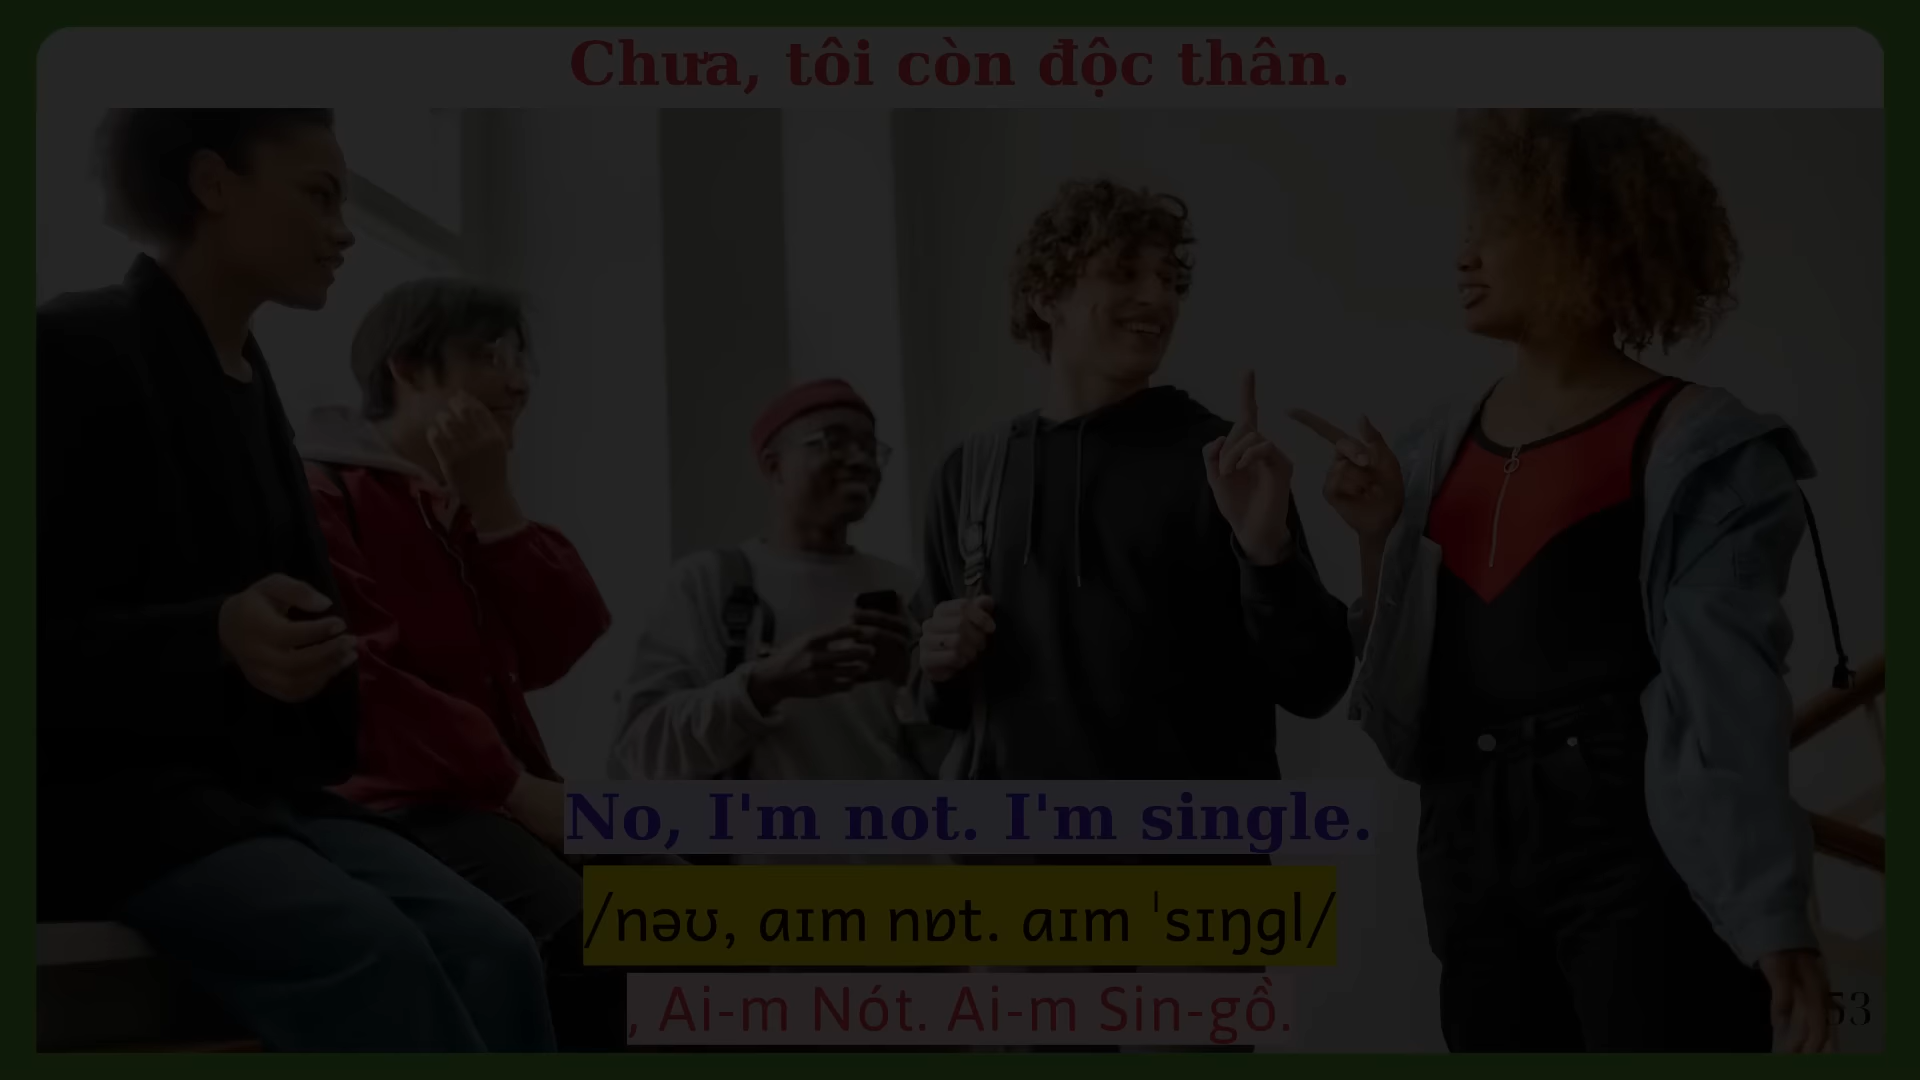 Chưa, tôi còn độc thân.
No, I'm not. I'm single.
/nəʊ, aɪm nɒt. aɪm ˈsɪŋgl/
, Ai-m Nót. Ai-m Sin-gồ.
53